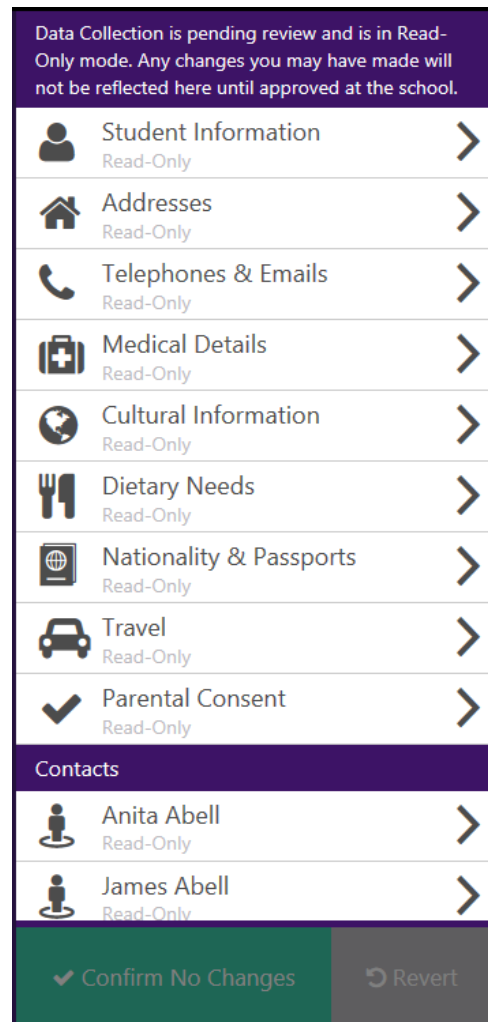 Data Collection is pending review and is in Read-
Only mode. Any changes you may have made will
not be reflected here until approved at the school.
Student Information
Read-Only
Addresses
Read-Only
Telephones & Emails
Read-Only
Medical Details
Read-Only
Cultural Information
Read-Only
Dietary Needs
Read-Only
Nationality & Passports
Read-Only
Travel
Read-Only
Parental Consent
Read-Only
Contacts
Anita Abell
Read-Only
James Abell
Read-Only
Confirm No Changes
Revert